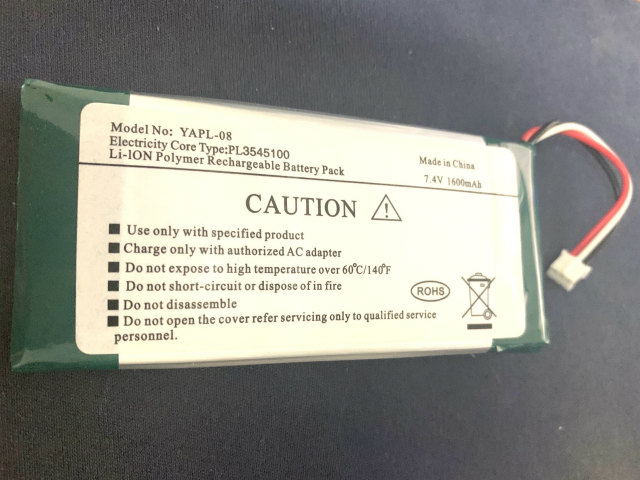 Model No: YAPL-08
Electricity Core Type:PL3545100
Li-ION Polymer Rechargeable Battery Pack
Made in China
7.4V 1600mAh
CAUTION
Use only with specified product
Charge only with authorized AC adapter
Do not expose to high temperature over 60°C/140°F
Do not short-circuit or dispose of in fire
Do not disassemble
Do not open the cover refer servicing only to qualified service
personnel.
ROHS